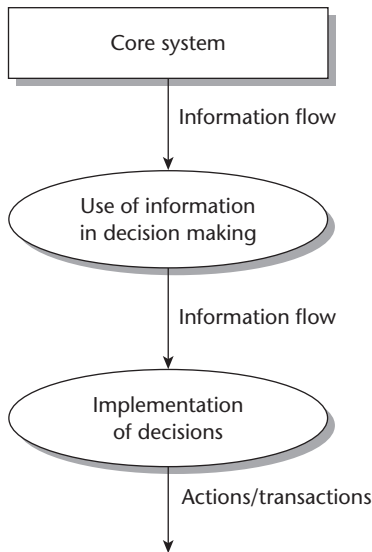 Core system
Information flow
Use of information
in decision making
Information flow
Implementation
of decisions
Actions/transactions